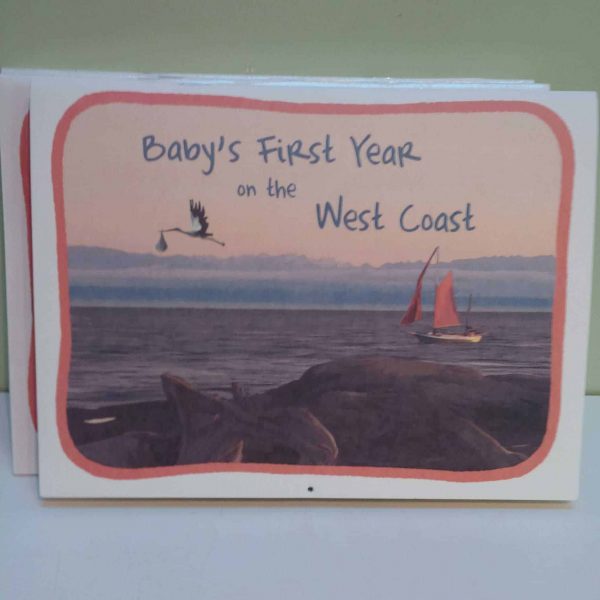 Baby's First Year
on the
West Coast